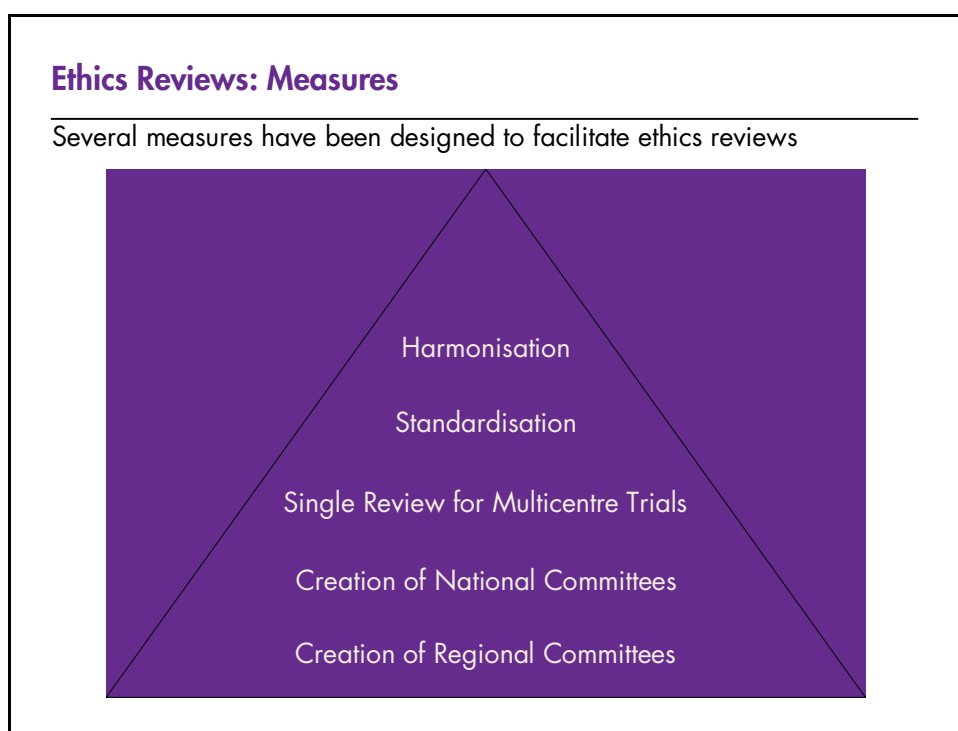 Ethics Reviews: Measures
Several measures have been designed to facilitate ethics reviews
Harmonisation
Standardisation
Single Review for Multicentre Trials
Creation of National Committees
Creation of Regional Committees